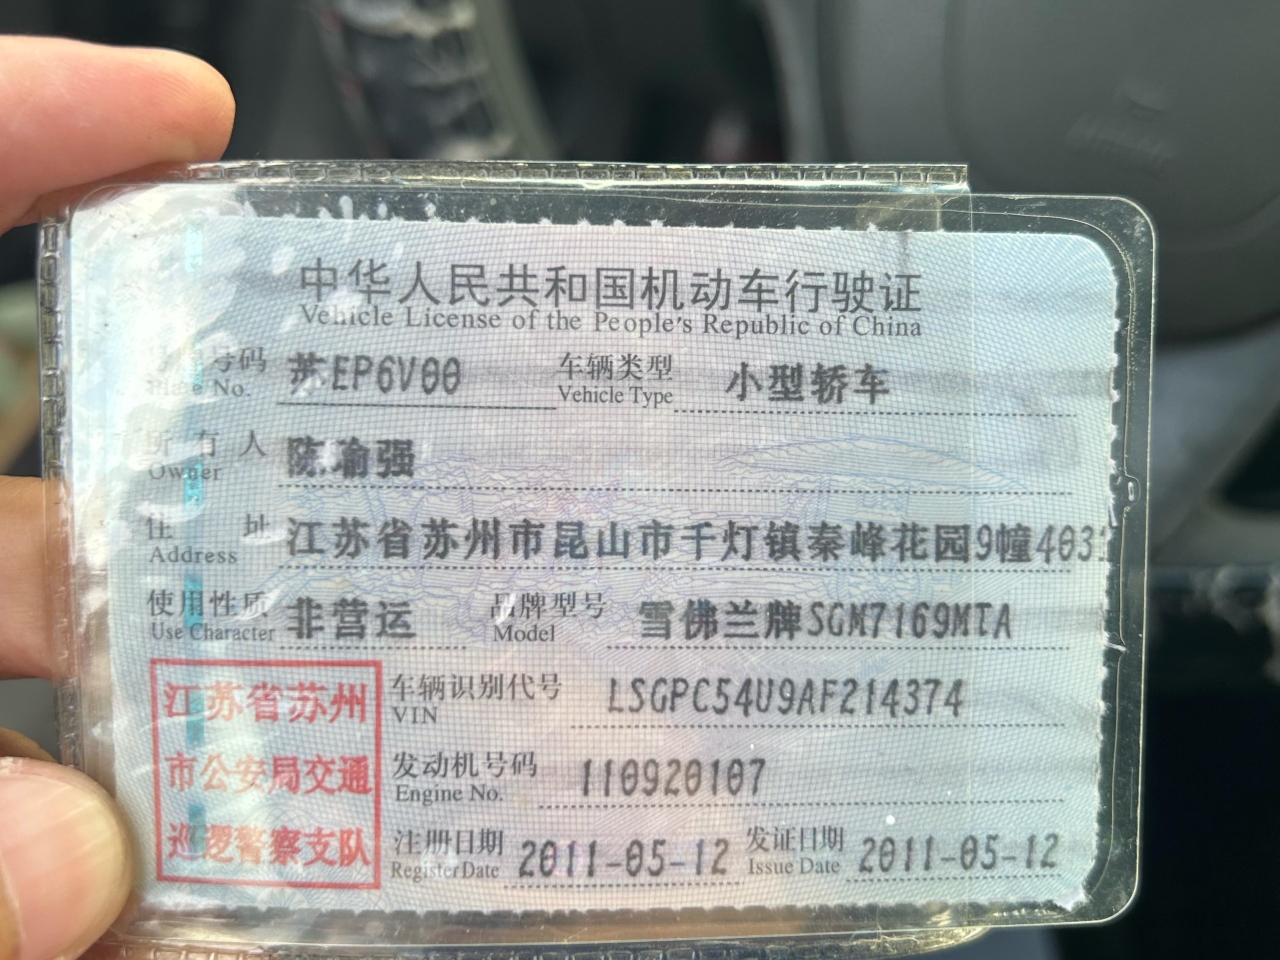 中华人民共和国机动车行驶证
Vehicle License of the People's Republic of China
号码 苏EP6V00 车辆类型 小型轿车
Plate No. Vehicle Type
所有人 陈瑜强
Owner
住址 江苏省苏州市昆山市千灯镇秦峰花园9幢403
Address
使用性质 非营运 品牌型号 雪佛兰牌SGM7169MTA
Use Character Model
江苏省苏州
市公安局交通
巡逻警察支队
车辆识别代号 LSGPC54U9AF214374
VIN
发动机号码 110920107
Engine No.
注册日期 2011-05-12 发证日期 2011-05-12
Register Date Issue Date